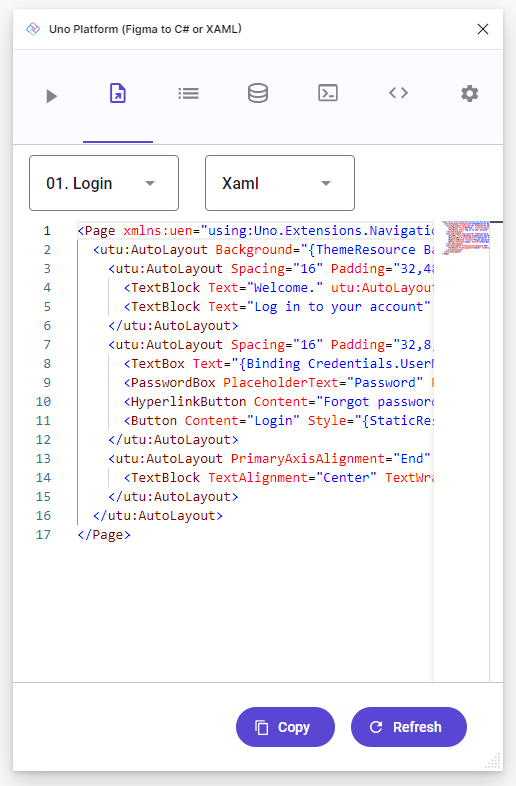 Uno Platform (Figma to C# or XAML)
01. Login
Xaml
1 <Page xmlns:uen="using:Uno.Extensions.Navigatic
2 <utu:AutoLayout Background="{ThemeResource Ba
3 <utu:AutoLayout Spacing="16" Padding="32,48
4 <TextBlock Text="Welcome." utu:AutoLayout
5 <TextBlock Text="Log in to your account"
6 </utu:AutoLayout>
7 <utu:AutoLayout Spacing="16" Padding="32,8,
8 <TextBox Text="{Binding Credentials.UserN
9 <PasswordBox PlaceholderText="Password" P
10 <HyperlinkButton Content="Forgot password
11 <Button Content="Login" Style="{StaticRes
12 </utu:AutoLayout>
13 <utu:AutoLayout PrimaryAxisAlignment="End"
14 <TextBlock TextAlignment="Center" TextWra
15 </utu:AutoLayout>
16 </utu:AutoLayout>
17 </Page>
Copy
Refresh